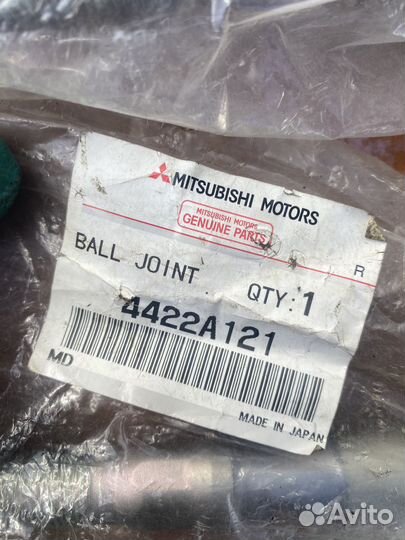 MITSUBISHI MOTORS
MITSUBISHI MOTORS
GENUINE PARTS
R
BALL JOINT
QTY:1
4422A121
MD
MADE IN JAPAN
Avito